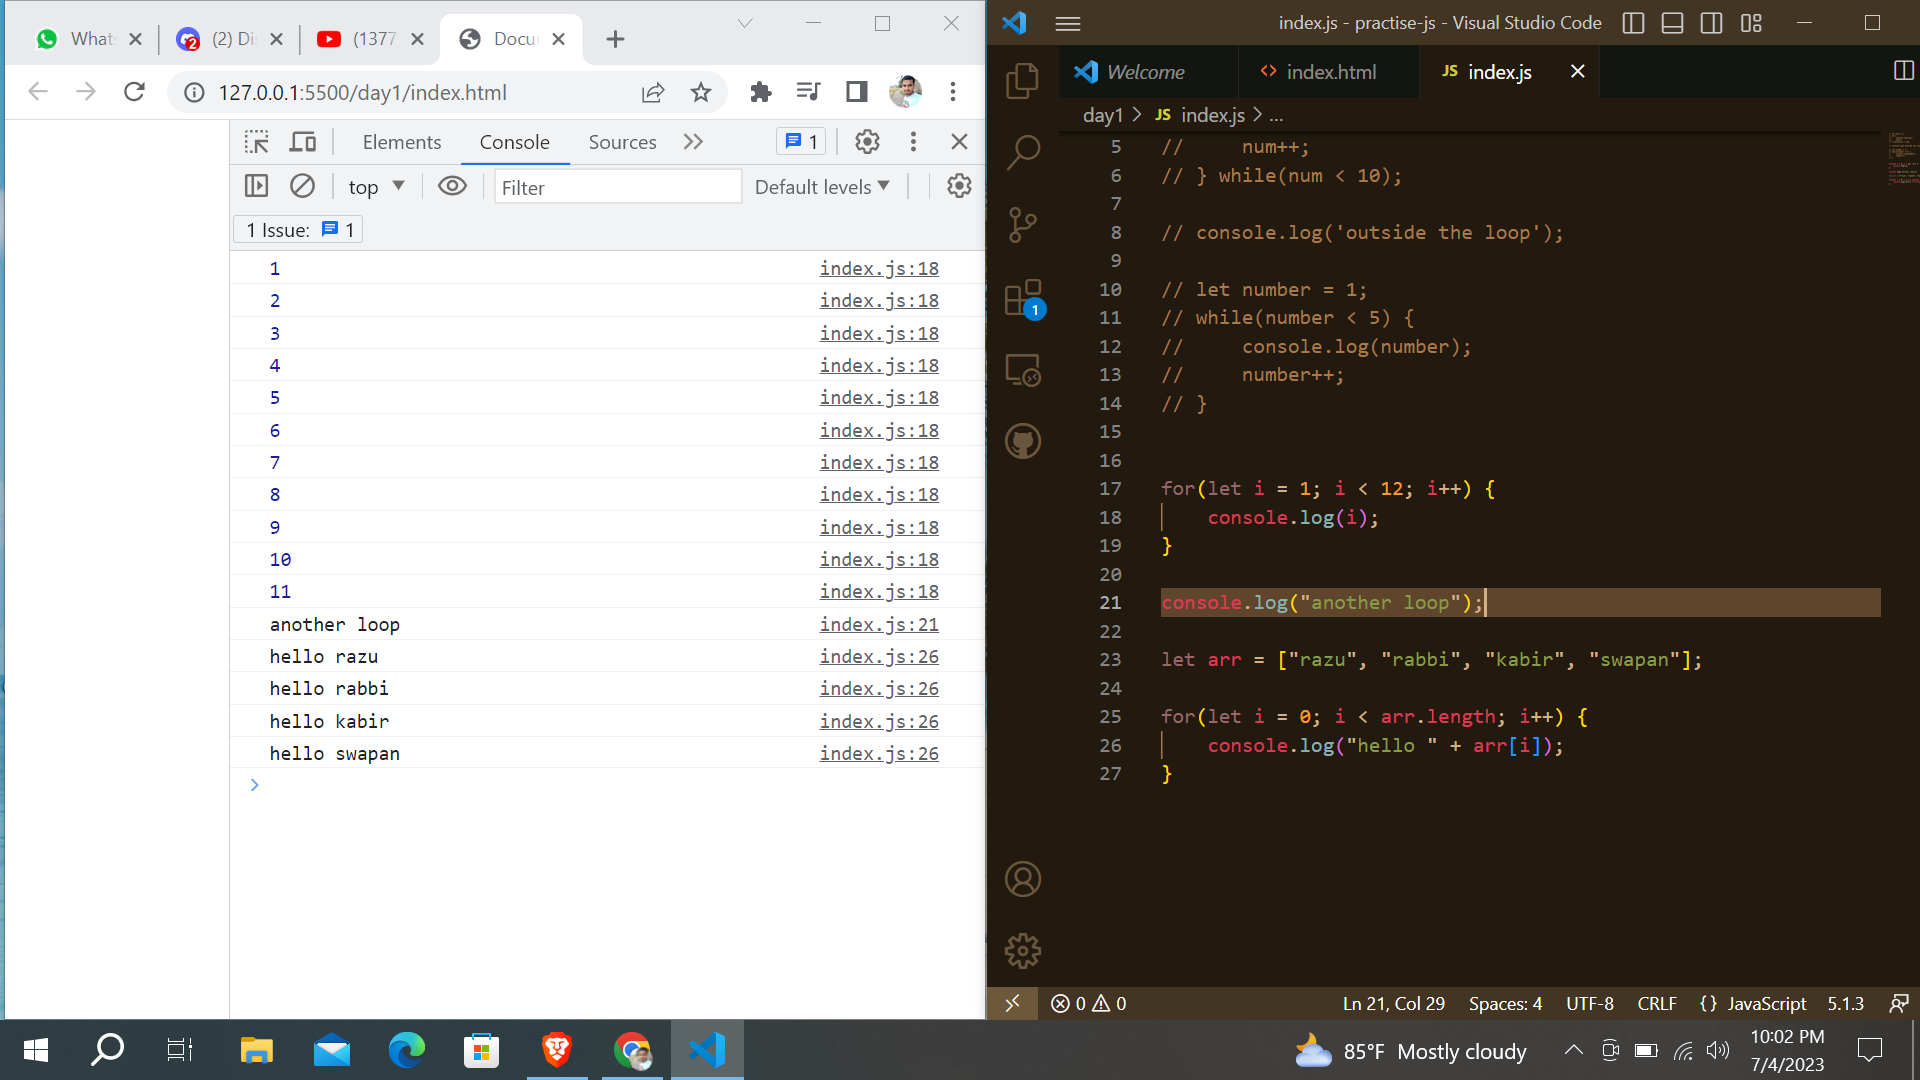 Whats
(2) Dis
(1377
Docu
127.0.0.1:5500/day1/index.html
Elements
Console
Sources
1
top
Filter
Default levels
1 Issue: 1
1 index.js:18
2 index.js:18
3 index.js:18
4 index.js:18
5 index.js:18
6 index.js:18
7 index.js:18
8 index.js:18
9 index.js:18
10 index.js:18
11 index.js:18
another loop index.js:21
hello razu index.js:26
hello rabbi index.js:26
hello kabir index.js:26
hello swapan index.js:26
index.js - practise-js - Visual Studio Code
Welcome
<> index.html
JS index.js
day1 > JS index.js > ...
5 //     num++;
6 // } while(num < 10);
7
8 // console.log('outside the loop');
9
10 // let number = 1;
11 // while(number < 5) {
12 //     console.log(number);
13 //     number++;
14 // }
15
16
17 for(let i = 1; i < 12; i++) {
18     console.log(i);
19 }
20
21 console.log("another loop");
22
23 let arr = ["razu", "rabbi", "kabir", "swapan"];
24
25 for(let i = 0; i < arr.length; i++) {
26     console.log("hello " + arr[i]);
27 }
1
0 0
Ln 21, Col 29
Spaces: 4
UTF-8
CRLF
{ } JavaScript
5.1.3
2
85°F Mostly cloudy
10:02 PM
7/4/2023